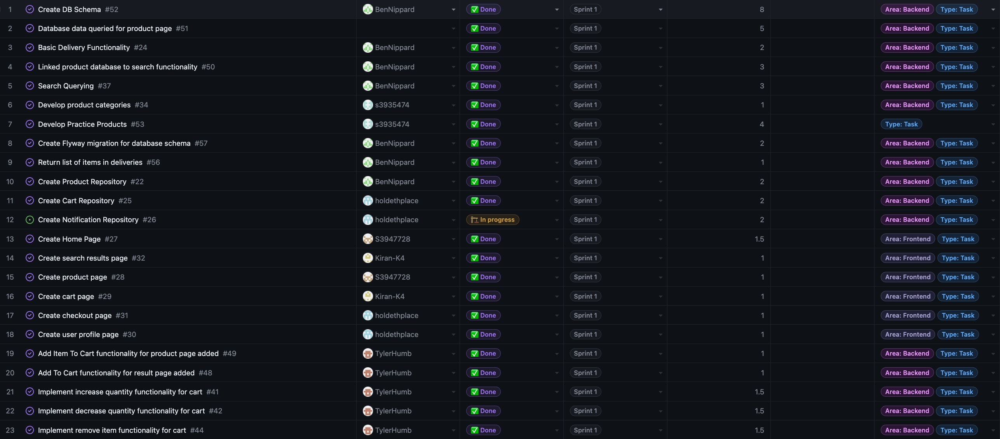 1 Create DB Schema #52 BenNippard ✅ Done Sprint 1 8 Area: Backend Type: Task
2 Database data queried for product page #51 ✅ Done Sprint 1 5 Area: Backend Type: Task
3 Basic Delivery Functionality #24 BenNippard ✅ Done Sprint 1 2 Area: Backend Type: Task
4 Linked product database to search functionality #50 BenNippard ✅ Done Sprint 1 3 Area: Backend Type: Task
5 Search Querying #37 BenNippard ✅ Done Sprint 1 3 Area: Backend Type: Task
6 Develop product categories #34 s3935474 ✅ Done Sprint 1 1 Area: Backend Type: Task
7 Develop Practice Products #53 s3935474 ✅ Done Sprint 1 4 Type: Task
8 Create Flyway migration for database schema #57 BenNippard ✅ Done Sprint 1 2 Area: Backend Type: Task
9 Return list of items in deliveries #56 BenNippard ✅ Done Sprint 1 1 Area: Backend Type: Task
10 Create Product Repository #22 BenNippard ✅ Done Sprint 1 2 Area: Backend Type: Task
11 Create Cart Repository #25 holdethplace ✅ Done Sprint 1 2 Area: Backend Type: Task
12 Create Notification Repository #26 holdethplace 🏗 In progress Sprint 1 2 Area: Backend Type: Task
13 Create Home Page #27 S3947728 ✅ Done Sprint 1 1.5 Area: Frontend Type: Task
14 Create search results page #32 Kiran-K4 ✅ Done Sprint 1 1 Area: Frontend Type: Task
15 Create product page #28 S3947728 ✅ Done Sprint 1 1 Area: Frontend Type: Task
16 Create cart page #29 Kiran-K4 ✅ Done Sprint 1 1 Area: Frontend Type: Task
17 Create checkout page #31 holdethplace ✅ Done Sprint 1 1 Area: Frontend Type: Task
18 Create user profile page #30 holdethplace ✅ Done Sprint 1 1 Area: Frontend Type: Task
19 Add Item To Cart functionality for product page added #49 TylerHumb ✅ Done Sprint 1 1 Area: Backend Type: Task
20 Add To Cart functionality for result page added #48 TylerHumb ✅ Done Sprint 1 1 Area: Backend Type: Task
21 Implement increase quantity functionality for cart #41 TylerHumb ✅ Done Sprint 1 1.5 Area: Backend Type: Task
22 Implement decrease quantity functionality for cart #42 TylerHumb ✅ Done Sprint 1 1.5 Area: Backend Type: Task
23 Implement remove item functionality for cart #44 TylerHumb ✅ Done Sprint 1 1.5 Area: Backend Type: Task